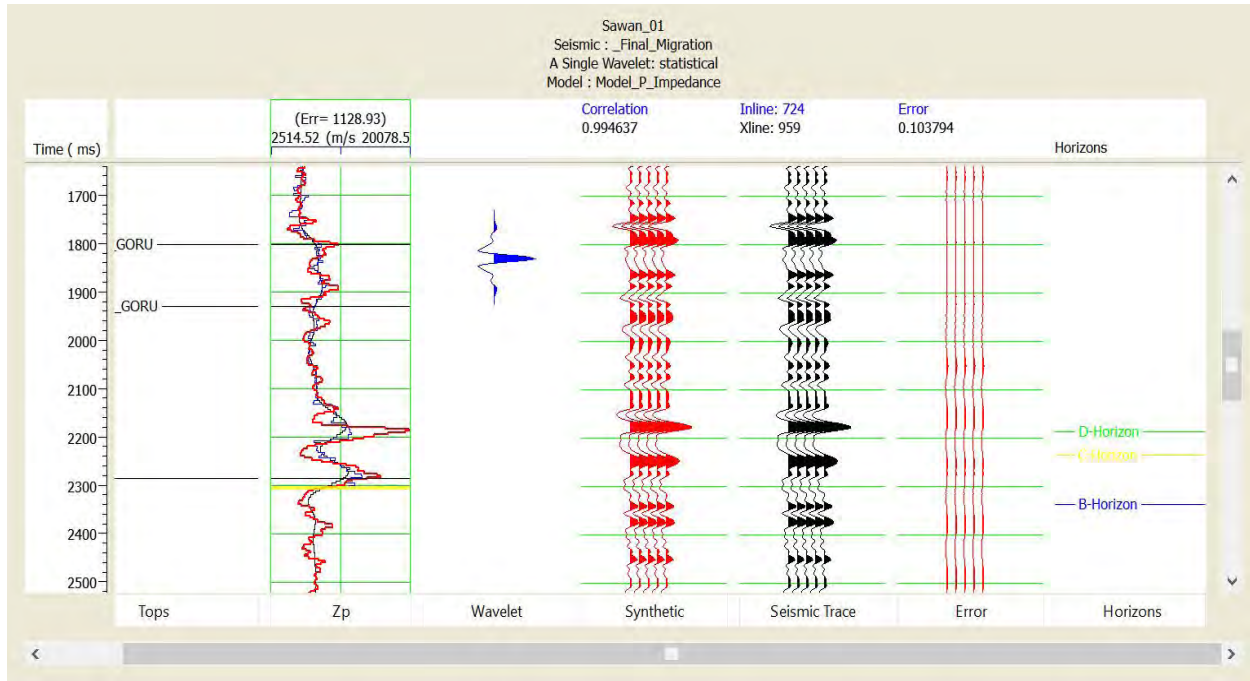 Sawan_01
Seismic : _Final_Migration
A Single Wavelet: statistical
Model : Model_P_Impedance
Time ( ms)
(Err= 1128.93)
2514.52 (m/s 20078.5
Correlation
0.994637
Inline: 724
Xline: 959
Error
0.103794
Horizons
1700
1800
1900
2000
2100
2200
2300
2400
2500
_GORU
_GORU
D-Horizon
C-Horizon
B-Horizon
Tops
Zp
Wavelet
Synthetic
Seismic Trace
Error
Horizons